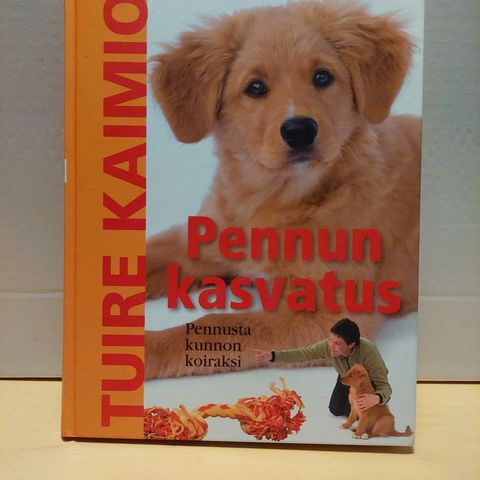 TUIRE KAIMIO
Pennun
kasvatus
Pennusta
kunnon
koiraksi